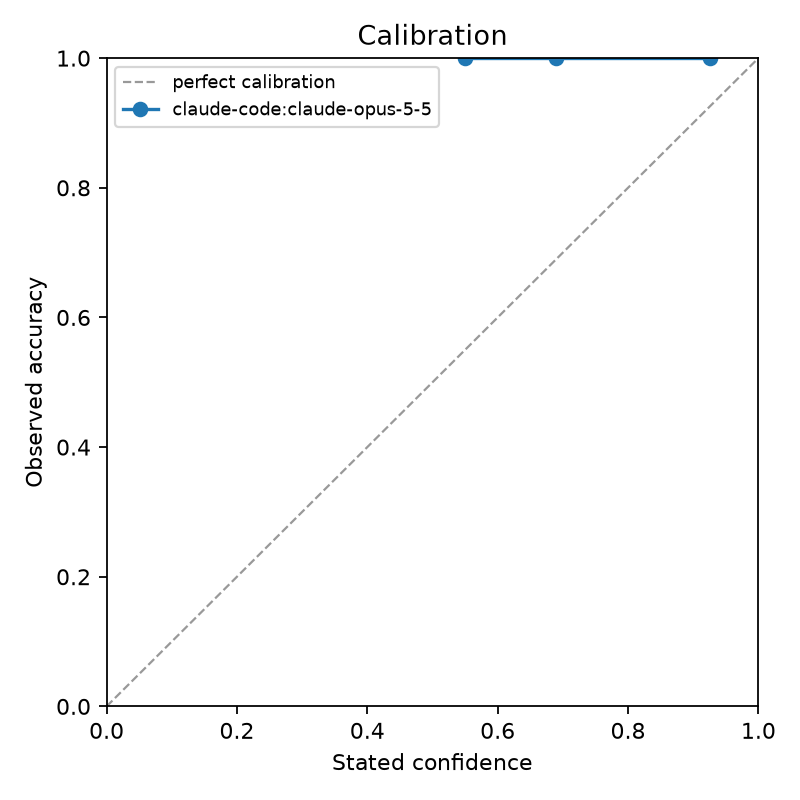 Calibration
1.0
0.8
0.6
0.4
0.2
0.0
Observed accuracy
perfect calibration
claude-code:claude-opus-5-5
0.0 0.2 0.4 0.6 0.8 1.0
Stated confidence